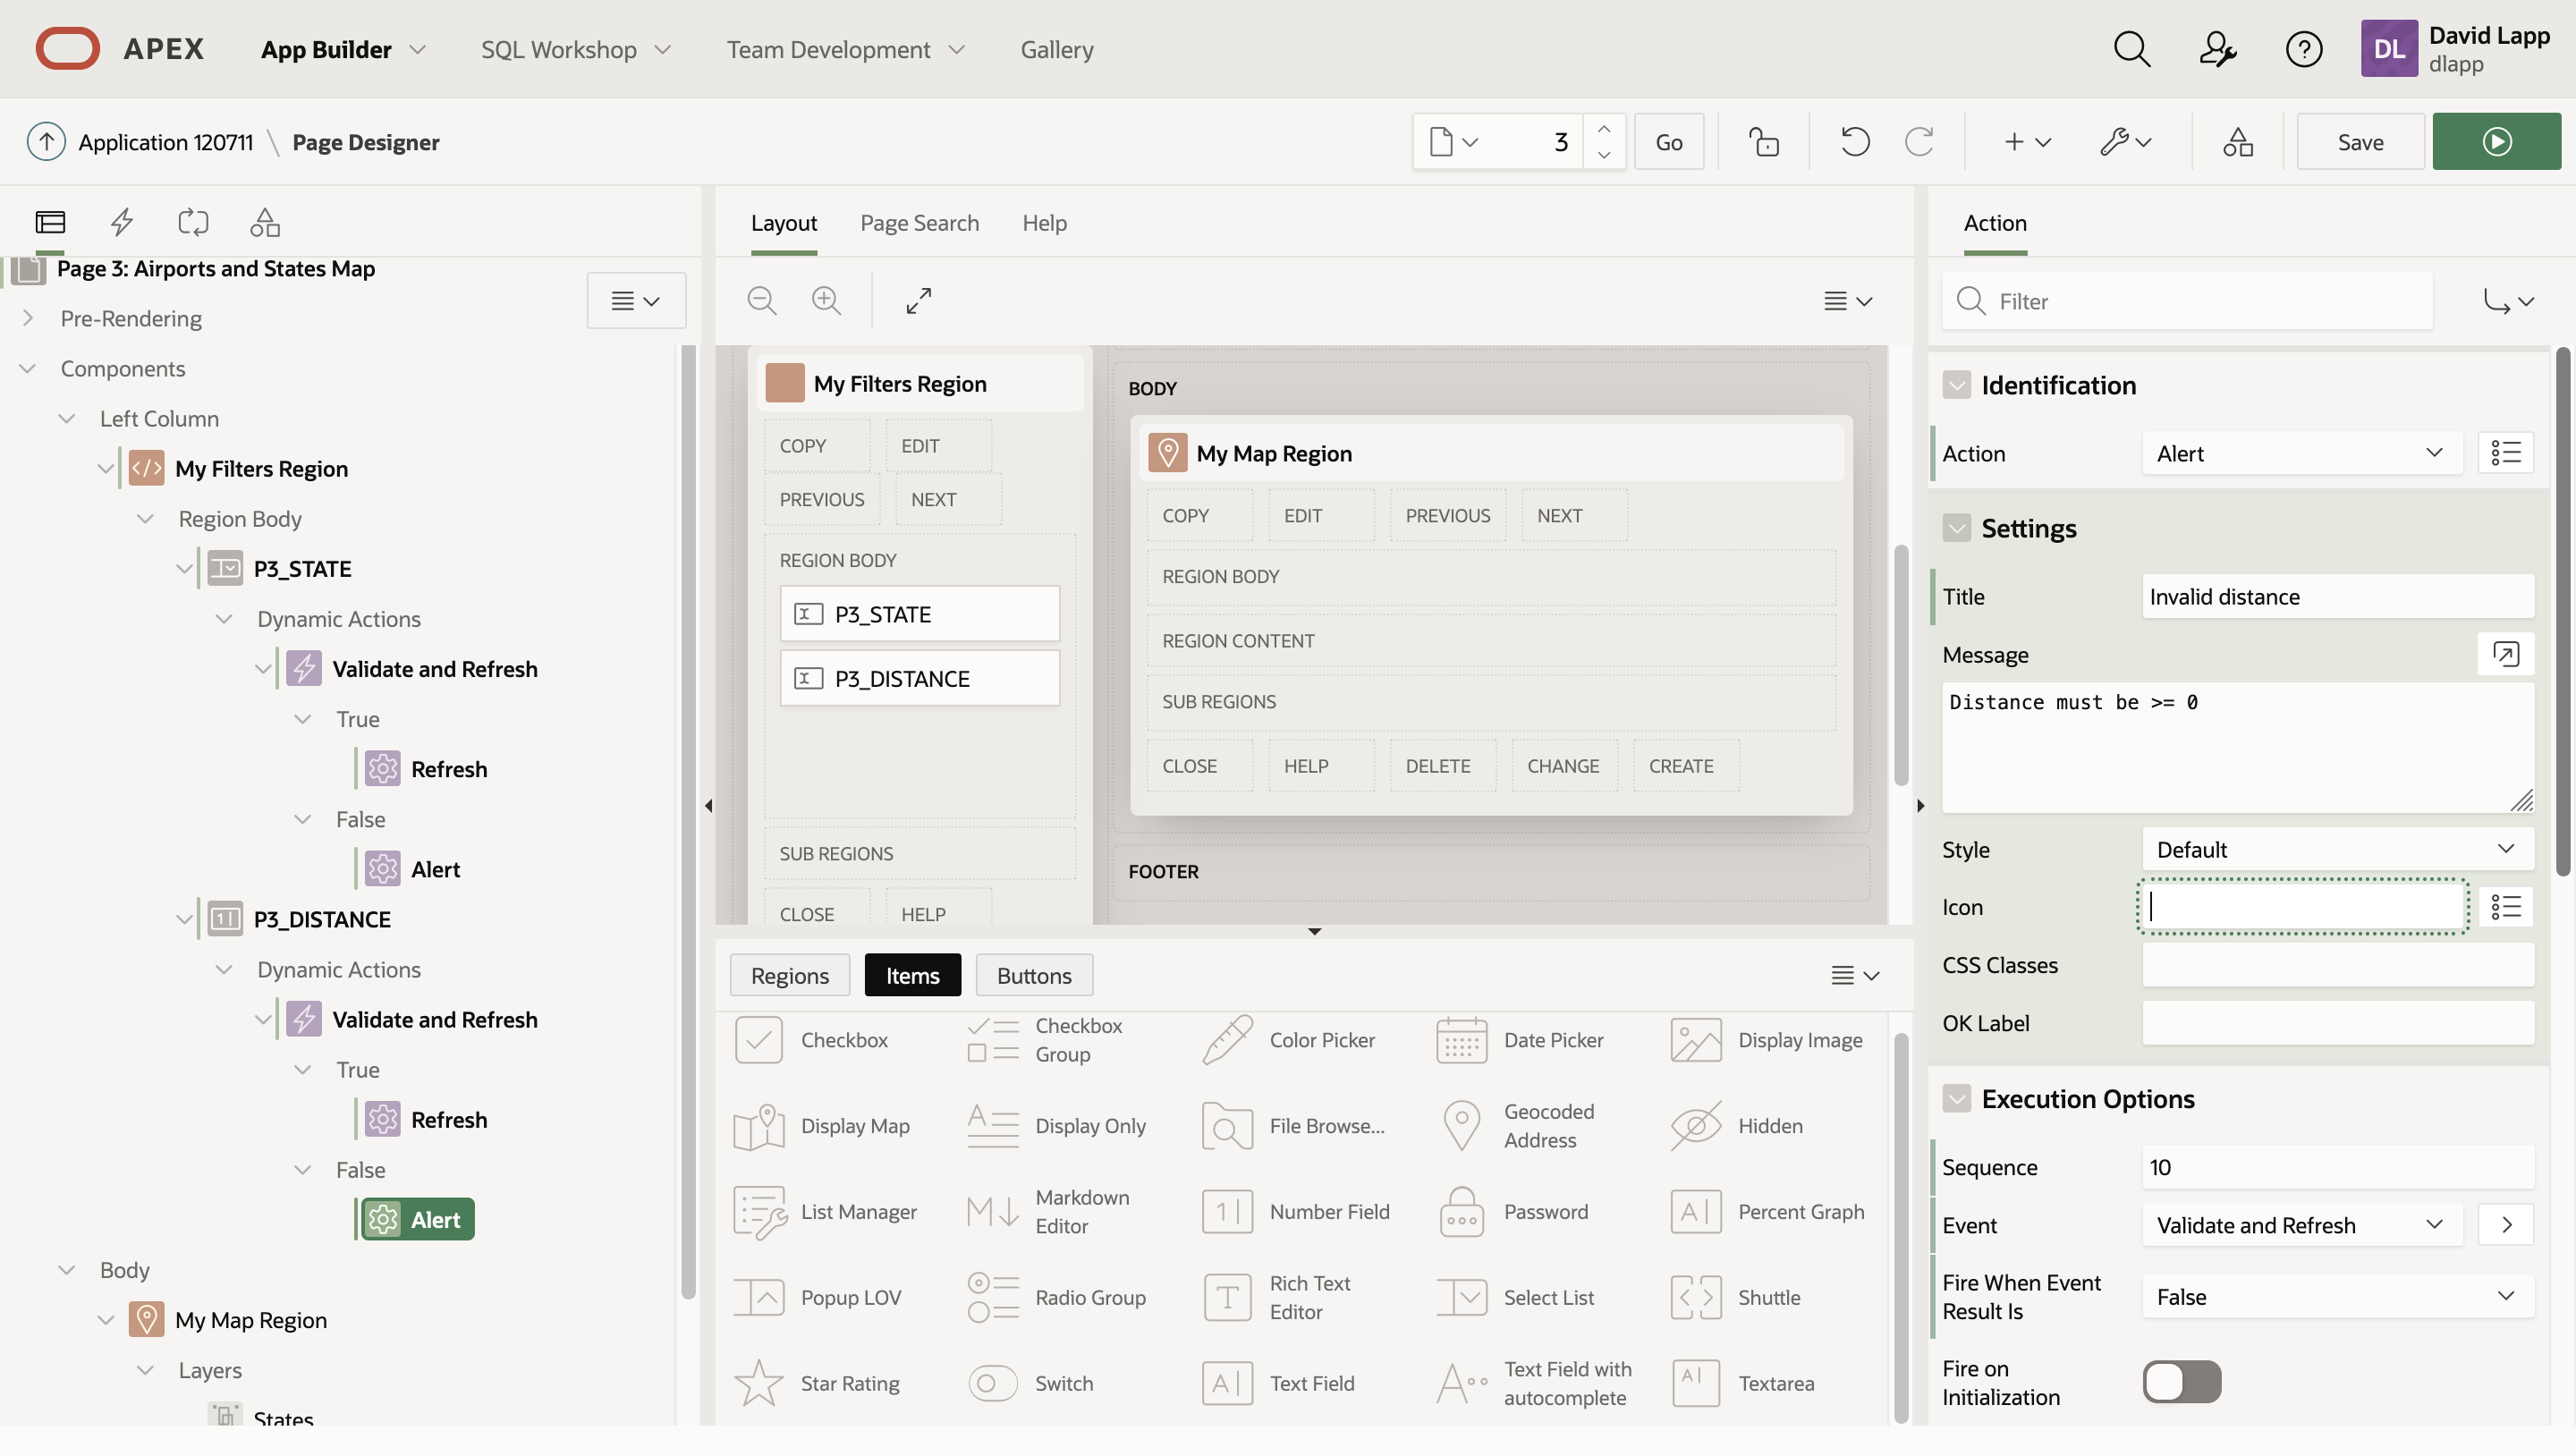 APEX
App Builder
SQL Workshop
Team Development
Gallery
DL
David Lapp
dlapp
Application 120711 \ Page Designer
3
Go
Save
Page 3: Airports and States Map
Pre-Rendering
Components
Left Column
My Filters Region
Region Body
P3_STATE
Dynamic Actions
Validate and Refresh
True
Refresh
False
Alert
P3_DISTANCE
Dynamic Actions
Validate and Refresh
True
Refresh
False
Alert
Body
My Map Region
Layers
States
Layout
Page Search
Help
My Filters Region
COPY
EDIT
PREVIOUS
NEXT
REGION BODY
P3_STATE
P3_DISTANCE
SUB REGIONS
CLOSE
HELP
BODY
My Map Region
COPY
EDIT
PREVIOUS
NEXT
REGION BODY
REGION CONTENT
SUB REGIONS
CLOSE
HELP
DELETE
CHANGE
CREATE
FOOTER
Regions
Items
Buttons
Checkbox
Checkbox
Group
Color Picker
Date Picker
Display Image
Display Map
Display Only
File Browse...
Geocoded
Address
Hidden
List Manager
Markdown
Editor
Number Field
Password
Percent Graph
Popup LOV
Radio Group
Rich Text
Editor
Select List
Shuttle
Star Rating
Switch
Text Field
Text Field with
autocomplete
Textarea
Action
Filter
Identification
Action
Alert
Settings
Title
Invalid distance
Message
Distance must be >= 0
Style
Default
Icon
CSS Classes
OK Label
Execution Options
Sequence
10
Event
Validate and Refresh
Fire When Event
Result Is
False
Fire on
Initialization